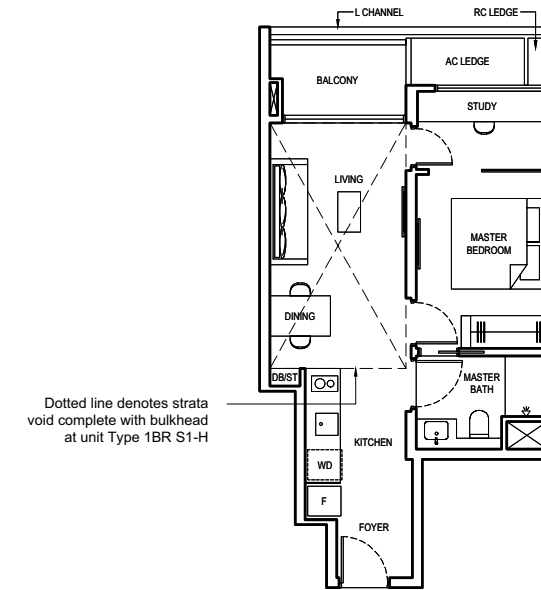 L CHANNEL
RC LEDGE
AC LEDGE
BALCONY
STUDY
LIVING
MASTER
BEDROOM
DINING
DB/ST
MASTER
BATH
Dotted line denotes strata
void complete with bulkhead
at unit Type 1BR S1-H
KITCHEN
WD
F
FOYER